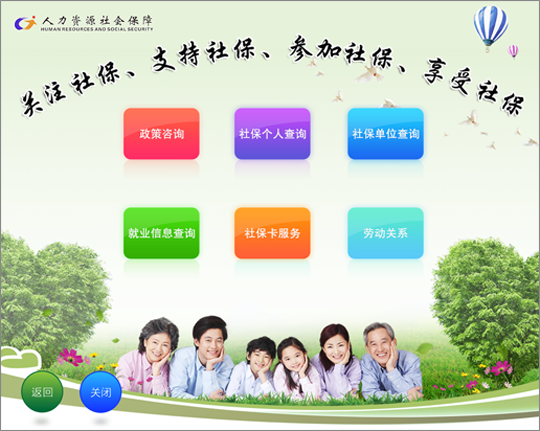 人力资源社会保障
HUMAN RESOURCES AND SOCIAL SECURITY
关注社保、支持社保、参加社保、享受社保
政策咨询
社保个人查询
社保单位查询
就业信息查询
社保卡服务
劳动关系
返回
关闭